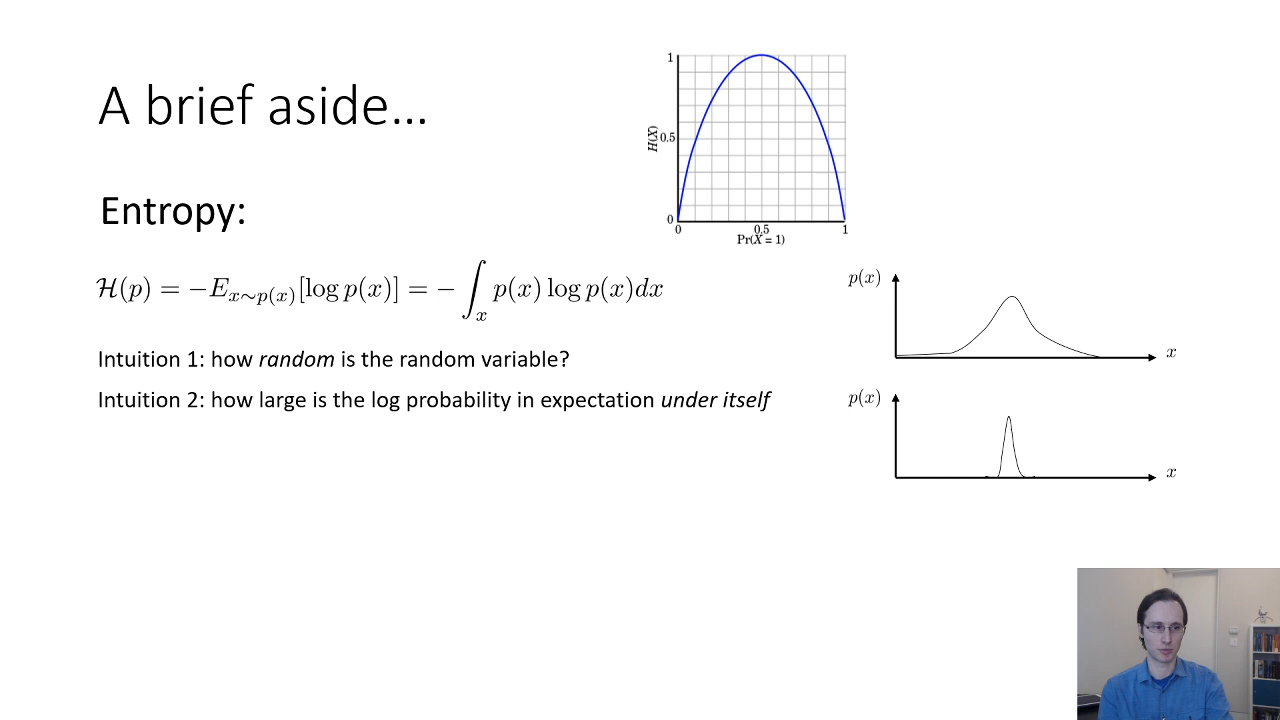 A brief aside...
1
H(X)
0.5
0
0 0.5 1
Pr(X = 1)
Entropy:
ℋ(p) = −E_{x∼p(x)}[log p(x)] = −∫_x p(x) log p(x)dx
p(x)
x
Intuition 1: how random is the random variable?
Intuition 2: how large is the log probability in expectation under itself
p(x)
x